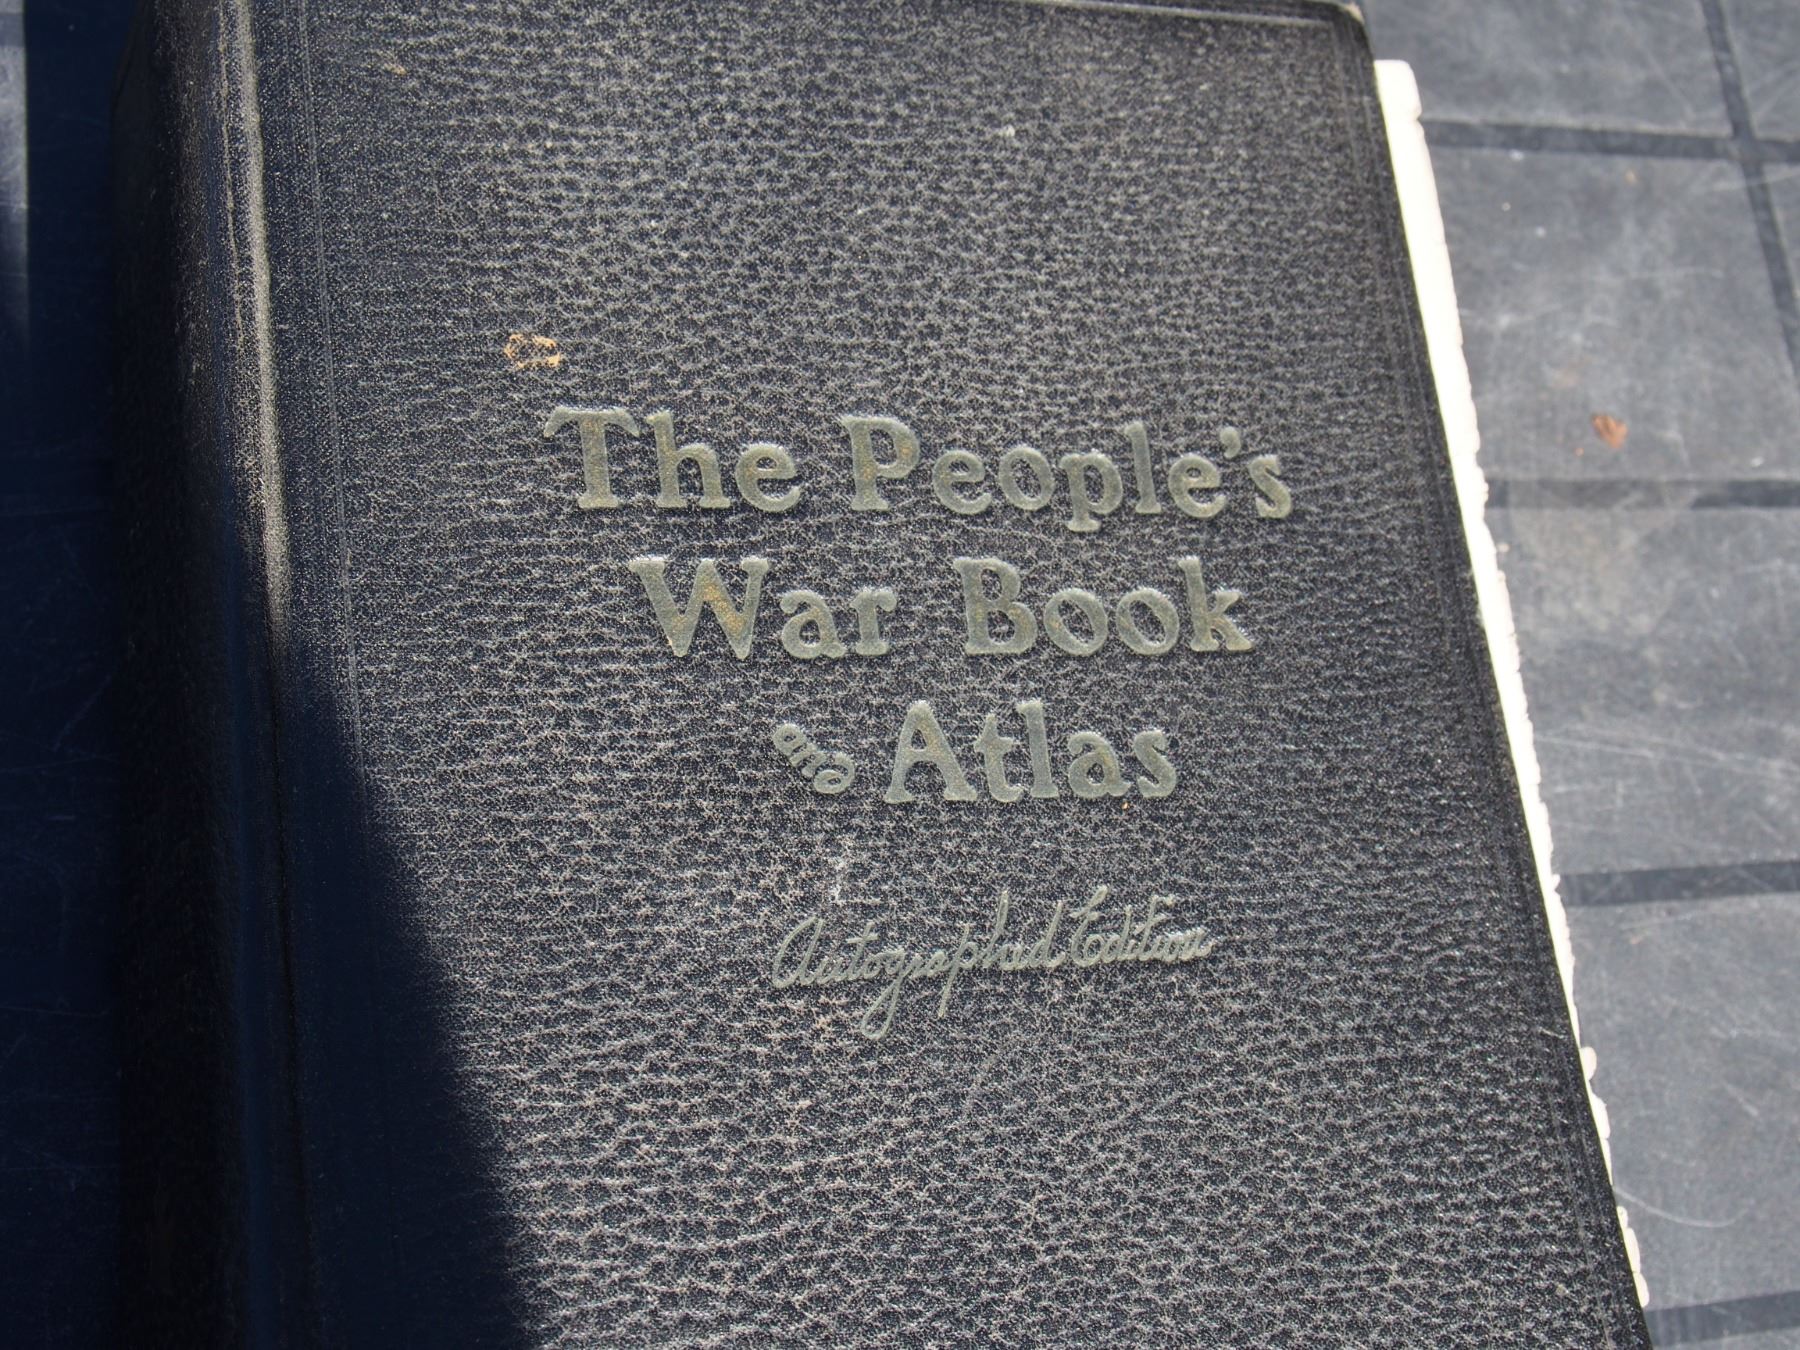 The People's
War Book
and Atlas
Autographed Edition